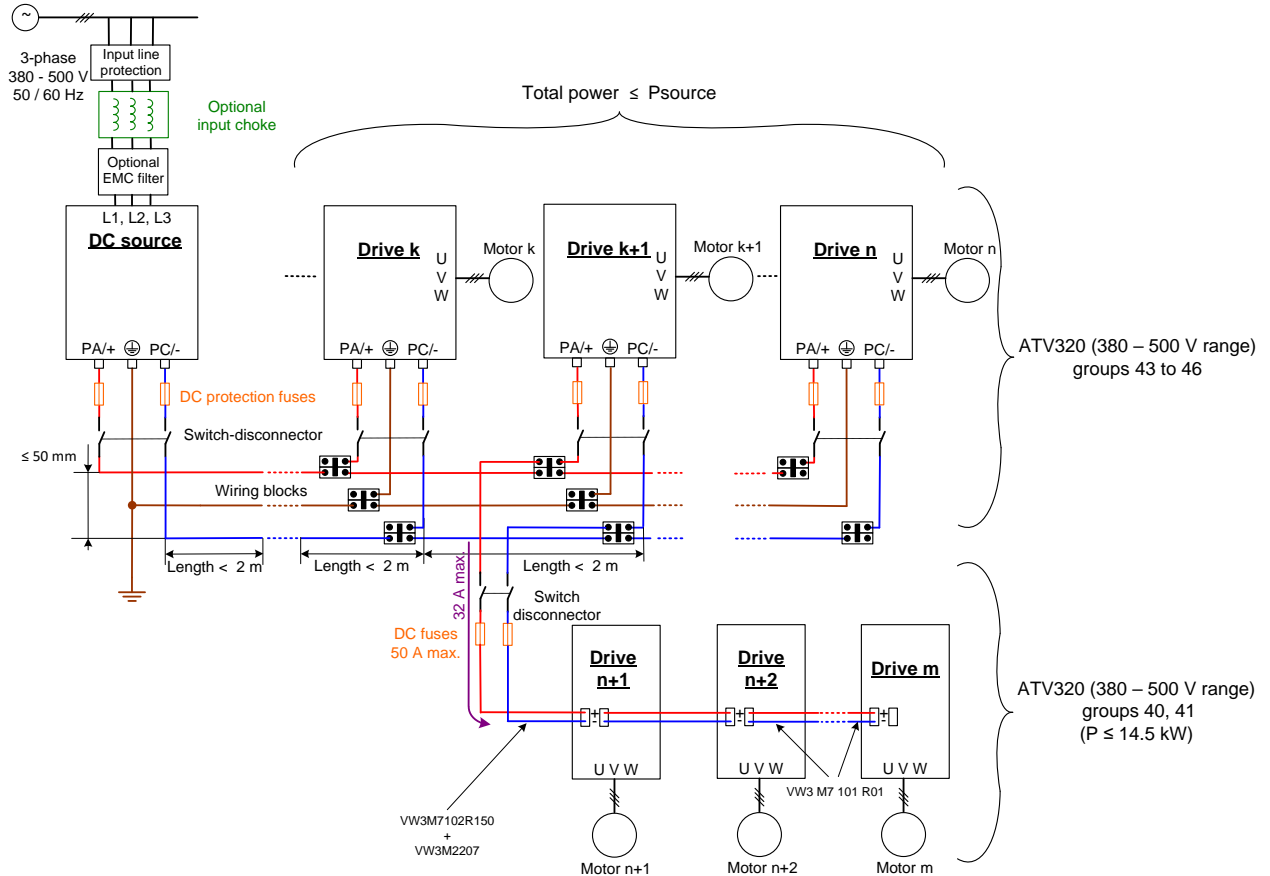 ~
3-phase
380 - 500 V
50 / 60 Hz
Input line
protection
Optional
input choke
Optional
EMC filter
Total power ≤ Psource
L1, L2, L3
DC source
PA/+
PC/-
Drive k
U
V
W
PA/+
PC/-
Motor k
Drive k+1
U
V
W
PA/+
PC/-
Motor k+1
Drive n
U
V
W
PA/+
PC/-
Motor n
ATV320 (380 – 500 V range)
groups 43 to 46
DC protection fuses
Switch-disconnector
≤ 50 mm
Wiring blocks
Length < 2 m
Length < 2 m
Length < 2 m
32 A max.
Switch
disconnector
DC fuses
50 A max.
Drive
n+1
+
-
U V W
Motor n+1
Drive
n+2
+
-
U V W
Motor n+2
Drive m
+
-
U V W
Motor m
VW3 M7 101 R01
VW3M7102R150
+
VW3M2207
ATV320 (380 – 500 V range)
groups 40, 41
(P ≤ 14.5 kW)